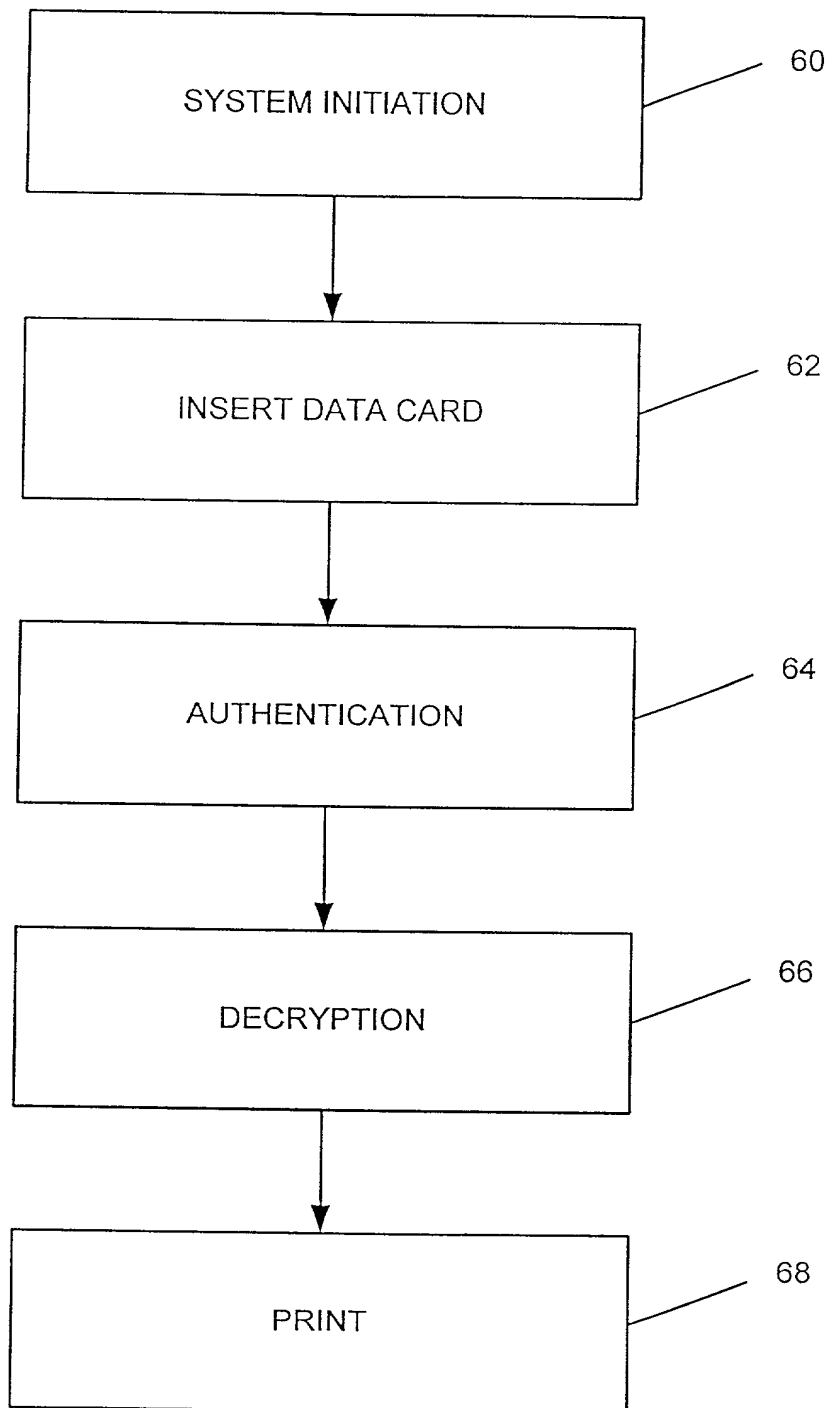 SYSTEM INITIATION
60
INSERT DATA CARD
62
AUTHENTICATION
64
DECRYPTION
66
PRINT
68